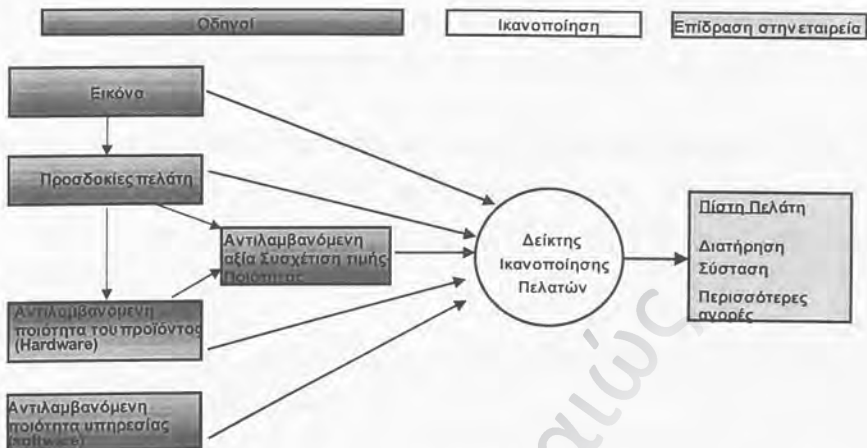 Οδηγοί
Ικανοποίηση
Επίδραση στην εταιρεία
Εικόνα
Προσδοκίες πελάτη
Αντιλαμβανόμενη
αξία Συσχέτιση τιμής
Ποιότητας
Αντιλαμβανόμενη
ποιότητα του προϊόντος
(Hardware)
Αντιλαμβανόμενη
ποιότητα υπηρεσίας
(software)
Δείκτης
Ικανοποίησης
Πελατών
Πίστη Πελάτη
Διατήρηση
Σύσταση
Περισσότερες
αγορές